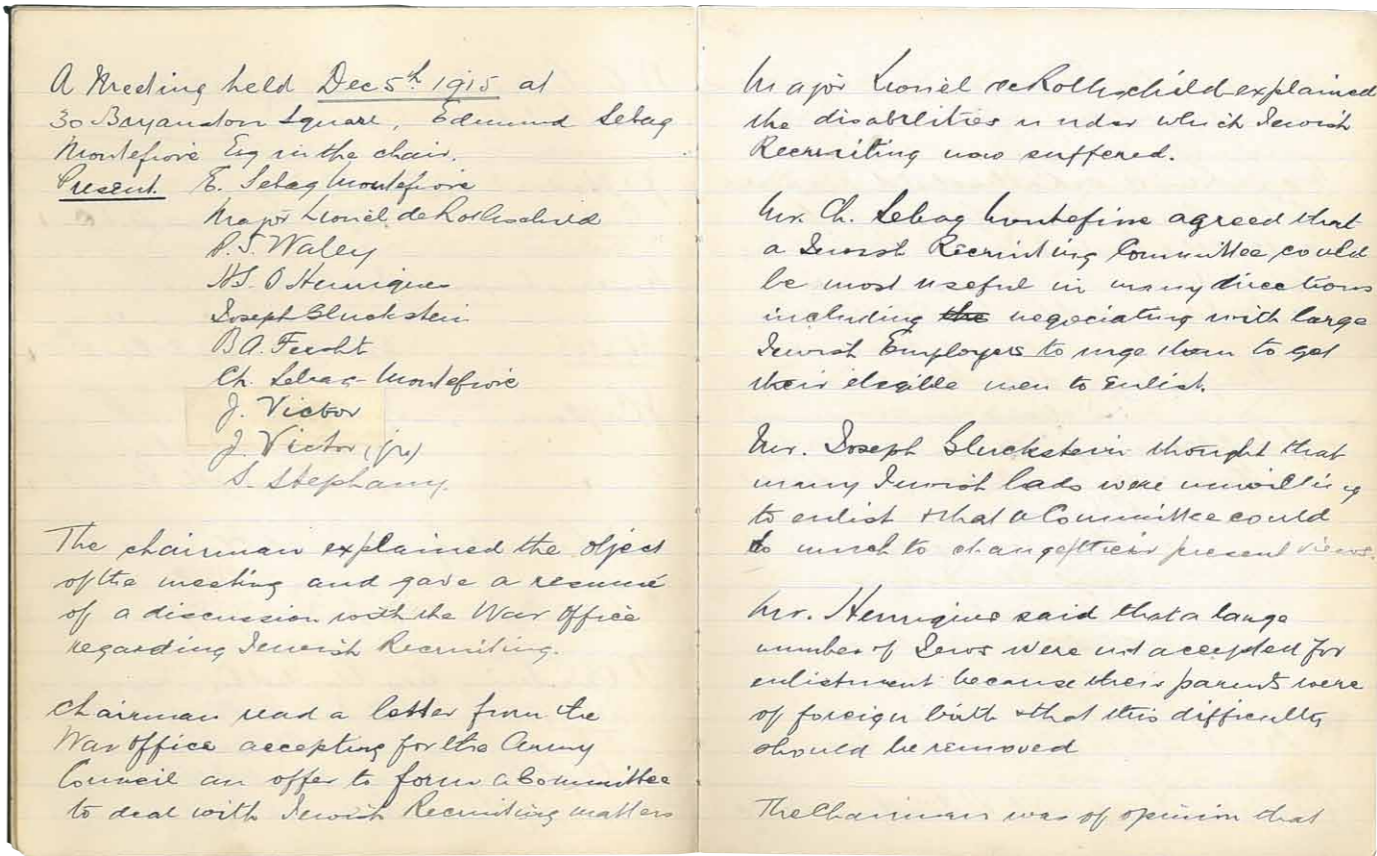 A Meeting held Dec 5th 1915 at
30 Bryanston Square, Edmund Sebag
Montefiore Esq in the chair.
Present. E. Sebag Montefiore
Major Lionel de Rothschild
P. J. Waley
H. S. Q Henriques
Joseph Gluckstein
B. A. Fersht
Ch. Sebag-Montefiore
J. Victor
J. Victor (jr)
S. Stephany.
The chairman explained the object
of the meeting and gave a resumé
of a discussion with the War Office
regarding Jewish Recruiting.
Chairman read a letter from the
War Office accepting for the Army
Council an offer to form a Committee
to deal with Jewish Recruiting matters
Major Lionel de Rothschild explained
the disabilities under which Jewish
Recruiting now suffered.
Mr. Ch. Sebag Montefiore agreed that
a Jewish Recruiting Committee could
be most useful in many directions
including the negociating with large
Jewish Employers to urge them to get
their elegible men to enlist.
Mr. Joseph Gluckstein thought that
many Jewish lads were unwilling
to enlist & that a Committee could
do much to change their present views.
Mr. Henriques said that a large
number of Jews were not accepted for
enlistment because their parents were
of foreign birth & that this difficulty
should be removed
The Chairman was of opinion that